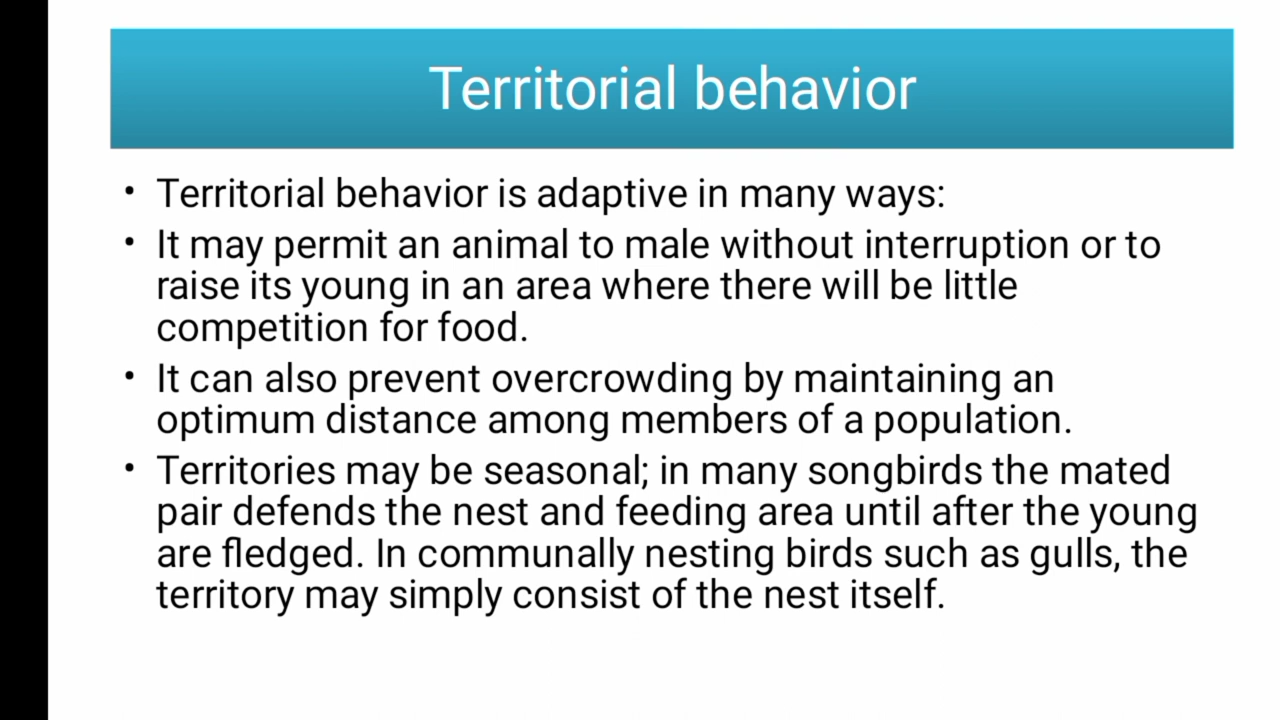 Territorial behavior
• Territorial behavior is adaptive in many ways:
• It may permit an animal to male without interruption or to
raise its young in an area where there will be little
competition for food.
• It can also prevent overcrowding by maintaining an
optimum distance among members of a population.
• Territories may be seasonal; in many songbirds the mated
pair defends the nest and feeding area until after the young
are fledged. In communally nesting birds such as gulls, the
territory may simply consist of the nest itself.